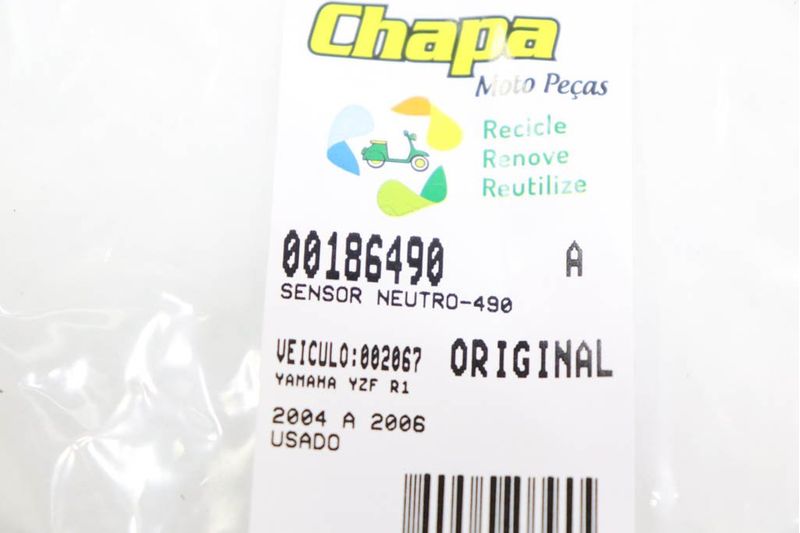 Chapa
Moto Peças
Recicle
Renove
Reutilize
00186490 A
SENSOR NEUTRO-490
VEICULO:002067 ORIGINAL
YAMAHA YZF R1
2004 A 2006
USADO